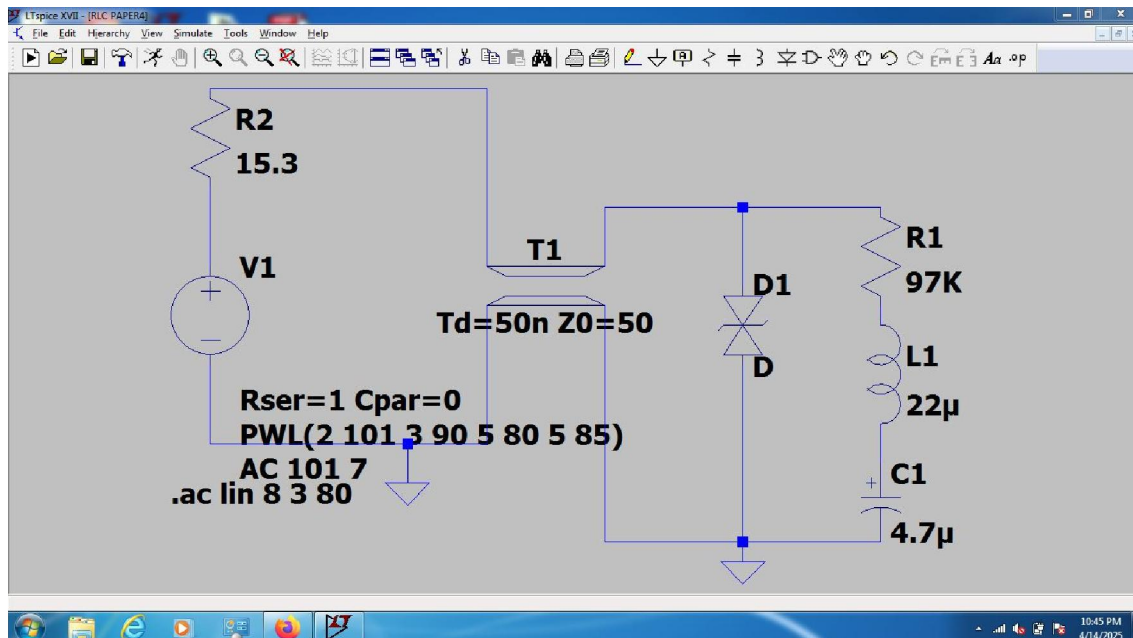 LTspice XVII - [RLC PAPER4]
File Edit Hierarchy View Simulate Tools Window Help
Aa .op
R2
15.3
V1
T1
Td=50n Z0=50
D1
D
R1
97K
L1
22µ
C1
4.7µ
Rser=1 Cpar=0
PWL(2 101 3 90 5 80 5 85)
AC 101 7
.ac lin 8 3 80
10:45 PM
4/14/2025